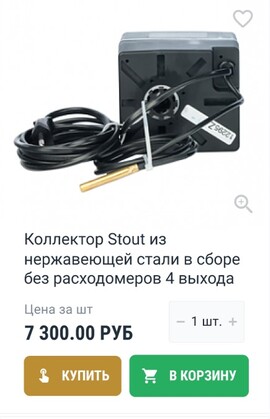 12266Z
Коллектор Stout из
нержавеющей стали в сборе
без расходомеров 4 выхода
Цена за шт
7 300.00 РУБ
− 1 шт. +
КУПИТЬ
В КОРЗИНУ